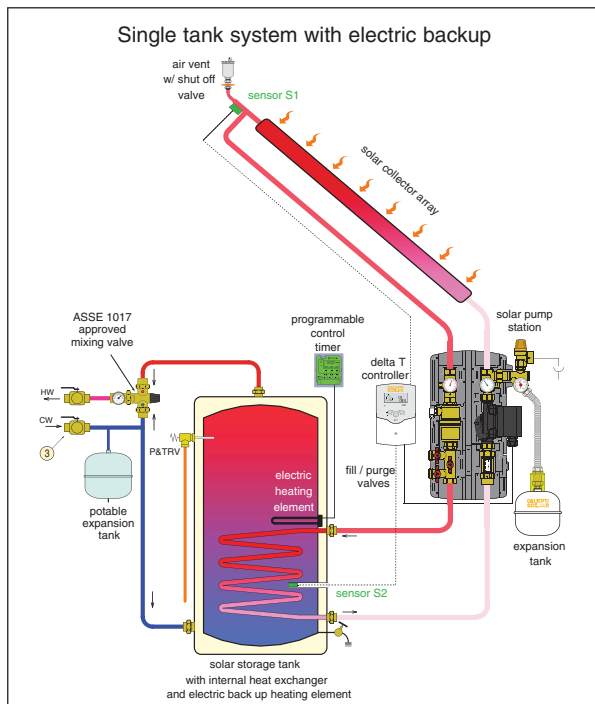 Single tank system with electric backup
air vent
w/ shut off
valve
sensor S1
solar collector array
solar pump
station
ASSE 1017
approved
mixing valve
programmable
control
timer
delta T
controller
HW
CW
3
P&TRV
fill / purge
valves
electric
heating
element
potable
expansion
tank
expansion
tank
sensor S2
solar storage tank
with internal heat exchanger
and electric back up heating element